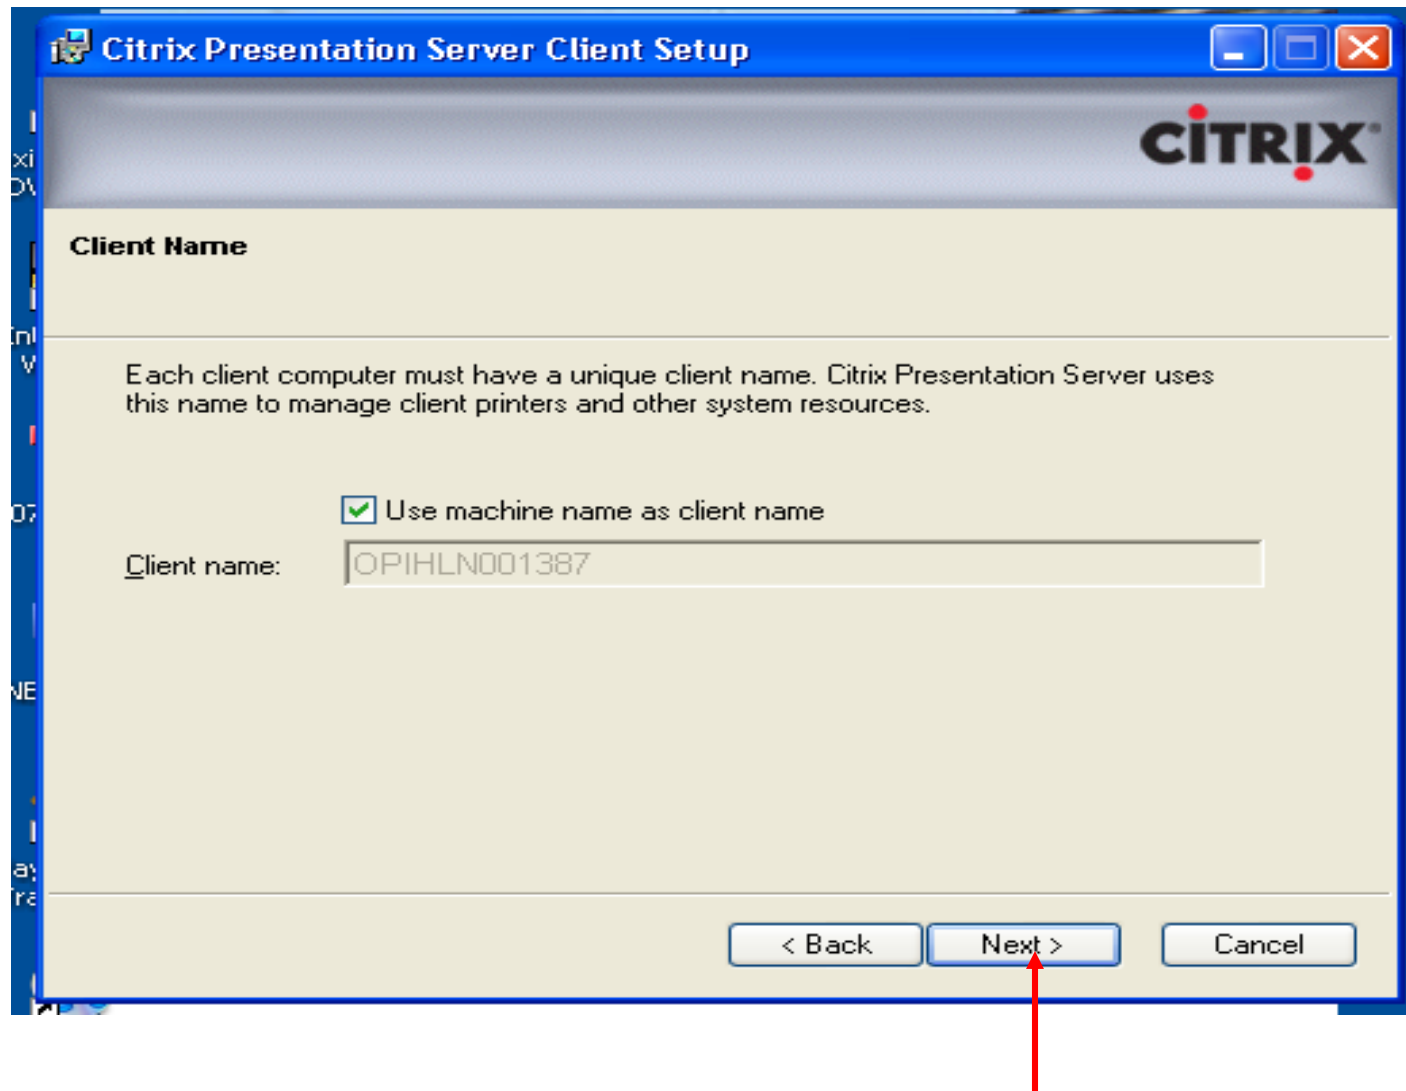 Citrix Presentation Server Client Setup
CITRIX
Client Name
Each client computer must have a unique client name. Citrix Presentation Server uses
this name to manage client printers and other system resources.
Use machine name as client name
Client name: OPIHLN001387
< Back Next > Cancel